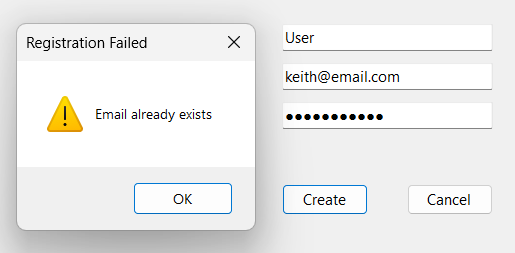 Registration Failed
Email already exists
OK
User
keith@email.com
●●●●●●●●●●●
Create
Cancel